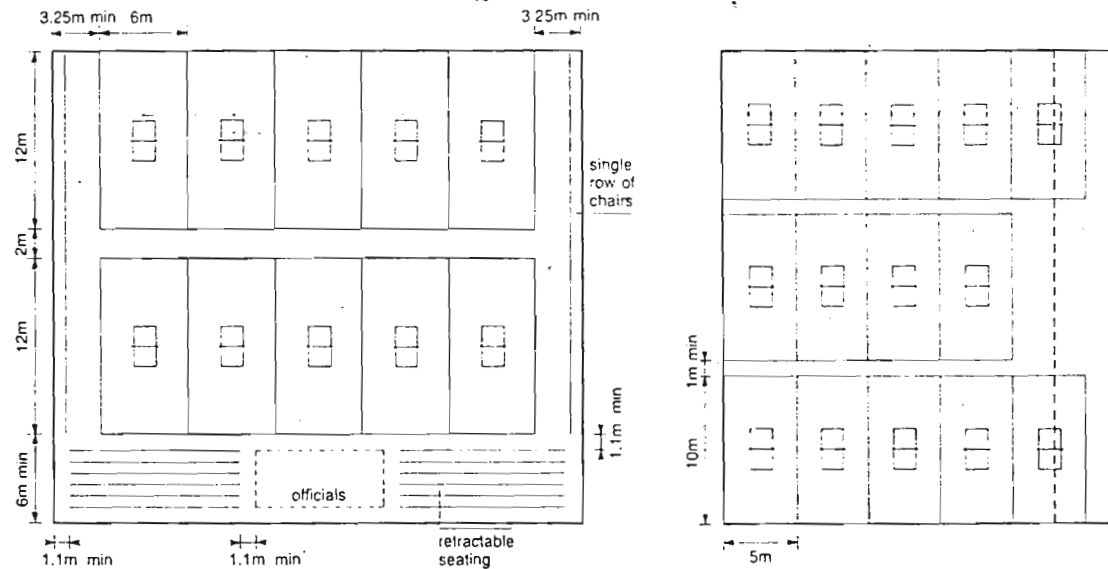 3.25m min 6m
3 25m min
12m
2m
12m
6m min
single
row of
chairs
1.1m min
officials
1.1m min
1.1m min
retractable
seating
1m min
10m
5m